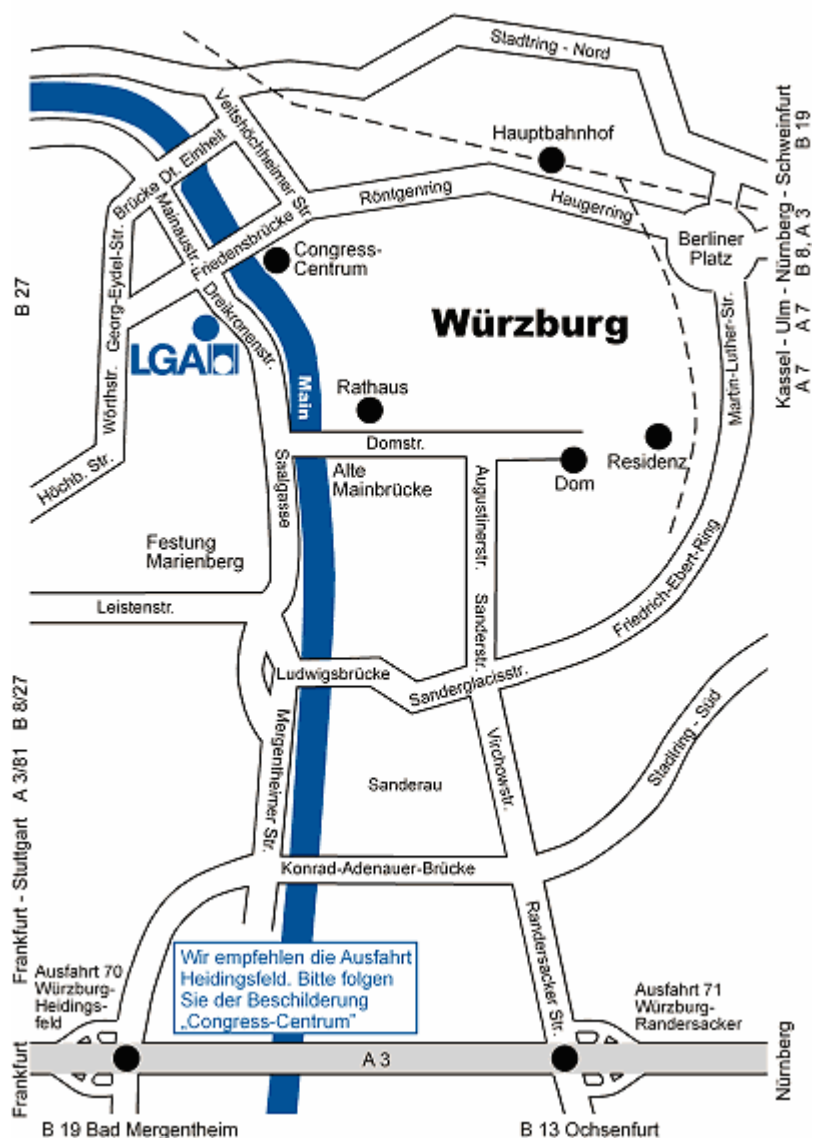 Stadtring - Nord
Hauptbahnhof
Veitshöchheimer Str.
Brücke Dt. Einheit
Röntgenring
Haugerring
Berliner
Platz
Mainaustr.
Friedensbrücke
Congress-
Centrum
Georg-Eydel-Str.
Dreikronenstr.
Würzburg
LGA
Main
Martin-Luther-Str.
Wörthstr.
Rathaus
Domstr.
Residenz
Dom
Höchb. Str.
Saalgasse
Alte
Mainbrücke
Augustinerstr.
Festung
Marienberg
Leistenstr.
Sanderstr.
Friedrich-Ebert-Ring
Ludwigsbrücke
Sanderglacisstr.
Mergentheimer Str.
Virchowstr.
Stadtring - Süd
Sanderau
Konrad-Adenauer-Brücke
Randersacker Str.
Wir empfehlen die Ausfahrt
Heidingsfeld. Bitte folgen
Sie der Beschilderung
„Congress-Centrum"
Ausfahrt 70
Würzburg-
Heidings-
feld
Ausfahrt 71
Würzburg-
Randersacker
A 3
B 19 Bad Mergentheim
B 13 Ochsenfurt
B 27
Frankfurt - Stuttgart A 3/81 B 8/27
Frankfurt
Kassel - Ulm - Nürnberg - Schweinfurt
A 7 A 7 B 8, A 3 B 19
Nürnberg